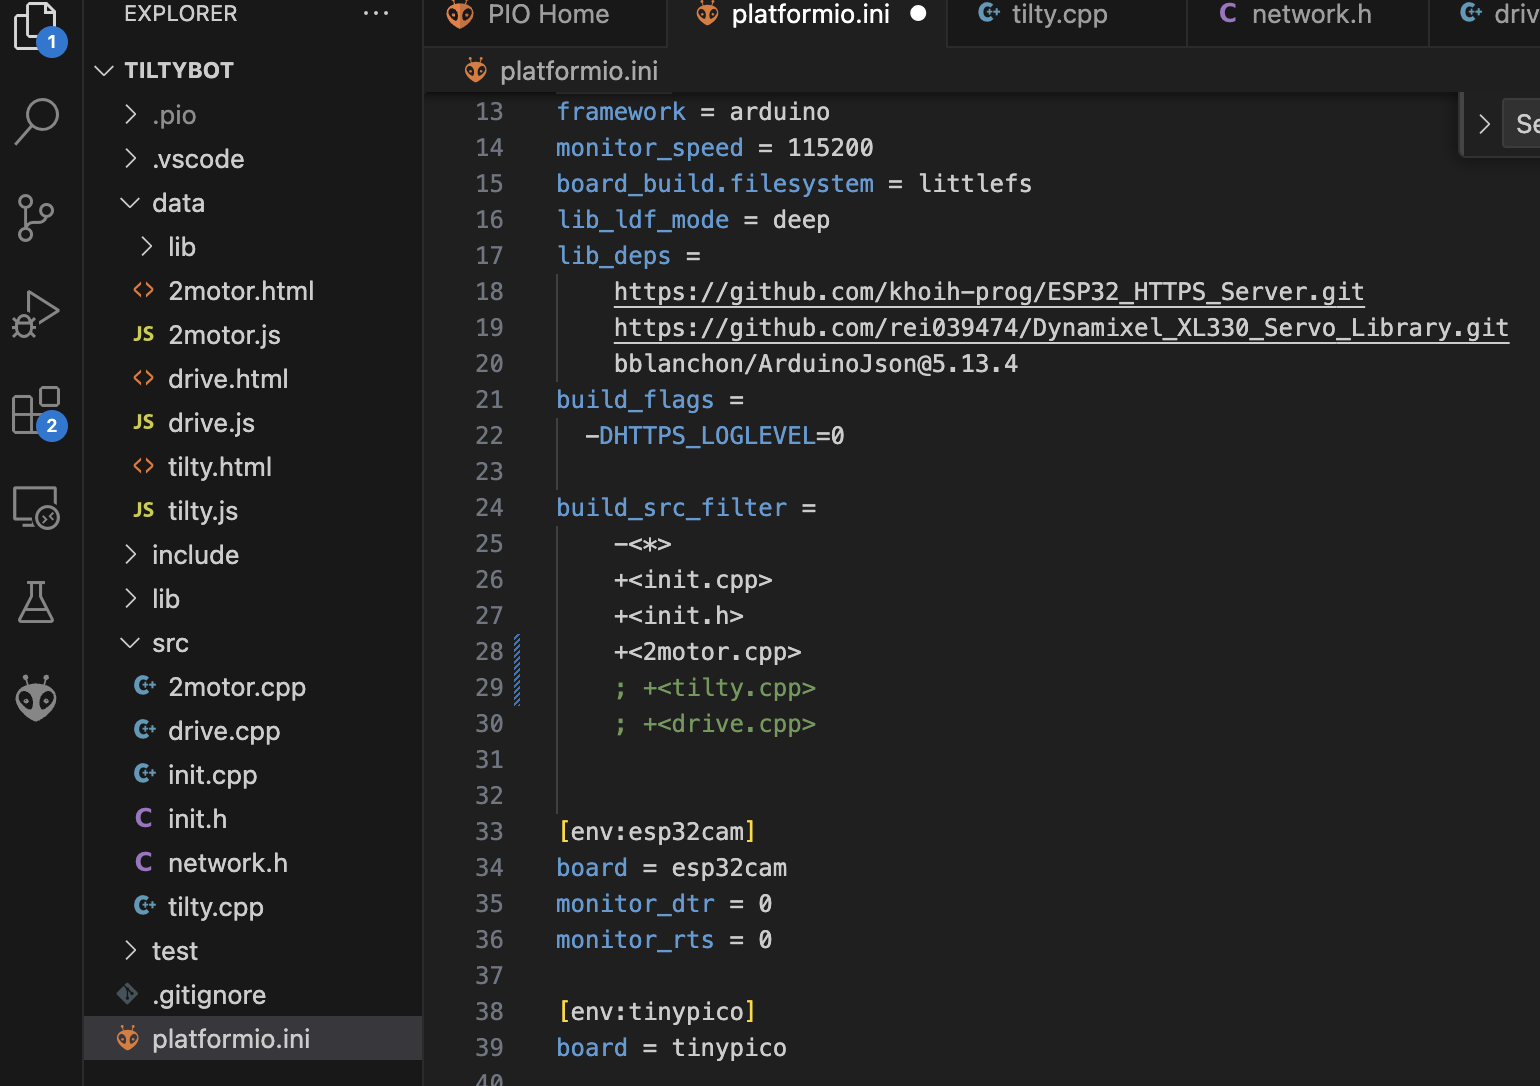 EXPLORER
···
1
TILTYBOT
.pio
.vscode
data
lib
2motor.html
JS 2motor.js
drive.html
JS drive.js
tilty.html
JS tilty.js
include
lib
src
2motor.cpp
drive.cpp
init.cpp
C init.h
C network.h
tilty.cpp
test
.gitignore
platformio.ini
2
PIO Home
platformio.ini
tilty.cpp
C network.h
platformio.ini
13 framework = arduino
14 monitor_speed = 115200
15 board_build.filesystem = littlefs
16 lib_ldf_mode = deep
17 lib_deps =
18 https://github.com/khoih-prog/ESP32_HTTPS_Server.git
19 https://github.com/rei039474/Dynamixel_XL330_Servo_Library.git
20 bblanchon/ArduinoJson@5.13.4
21 build_flags =
22 -DHTTPS_LOGLEVEL=0
23
24 build_src_filter =
25 -<*>
26 +<init.cpp>
27 +<init.h>
28 +<2motor.cpp>
29 ; +<tilty.cpp>
30 ; +<drive.cpp>
31
32
33 [env:esp32cam]
34 board = esp32cam
35 monitor_dtr = 0
36 monitor_rts = 0
37
38 [env:tinypico]
39 board = tinypico
40